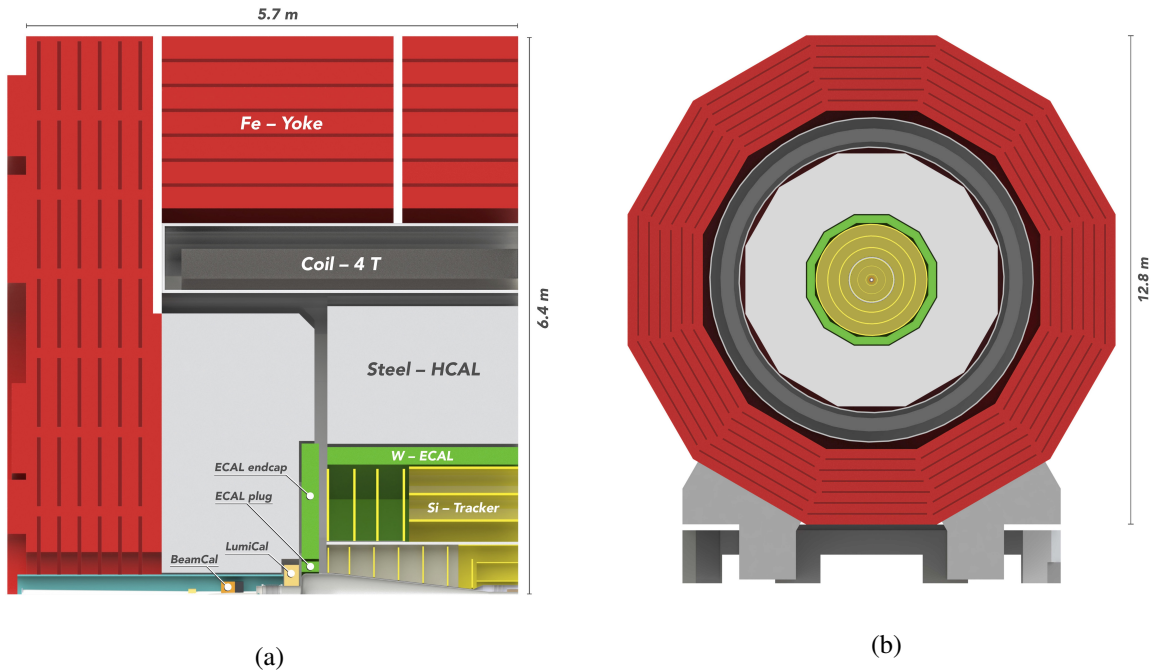 5.7 m
Fe – Yoke
Coil – 4 T
6.4 m
Steel – HCAL
W – ECAL
ECAL endcap
ECAL plug
Si – Tracker
LumiCal
BeamCal
(a)
12.8 m
(b)